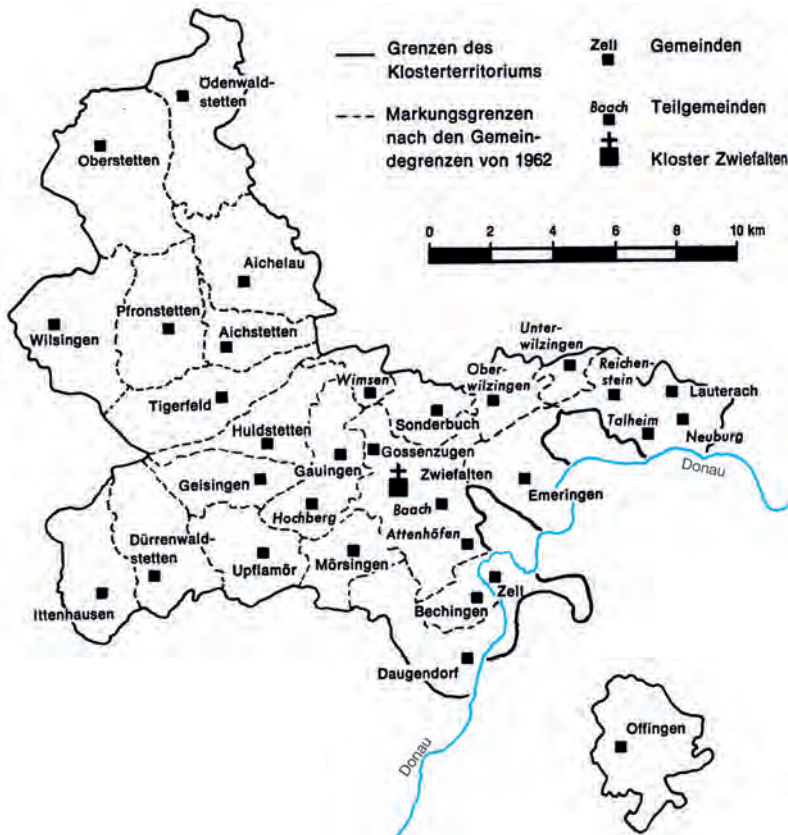 Grenzen des
Klosterterritoriums
Markungsgrenzen
nach den Gemein-
degrenzen von 1962
Zell
Gemeinden
Baach
Teilgemeinden
Kloster Zwiefalten
0 2 4 6 8 10 km
Ödenwald-
stetten
Oberstetten
Aichelau
Pfronstetten
Wilsingen
Aichstetten
Unter-
wilzingen
Reichen-
stein
Wimsen
Ober-
wilzingen
Lauterach
Tigerfeld
Sonderbuch
Talheim
Neuburg
Huldstetten
Gossenzugen
Gauingen
Zwiefalten
Donau
Geisingen
Emeringen
Hochberg
Baach
Attenhöfen
Dürrenwald-
stetten
Upflamör
Mörsingen
Zell
Ittenhausen
Bechingen
Daugendorf
Donau
Offingen